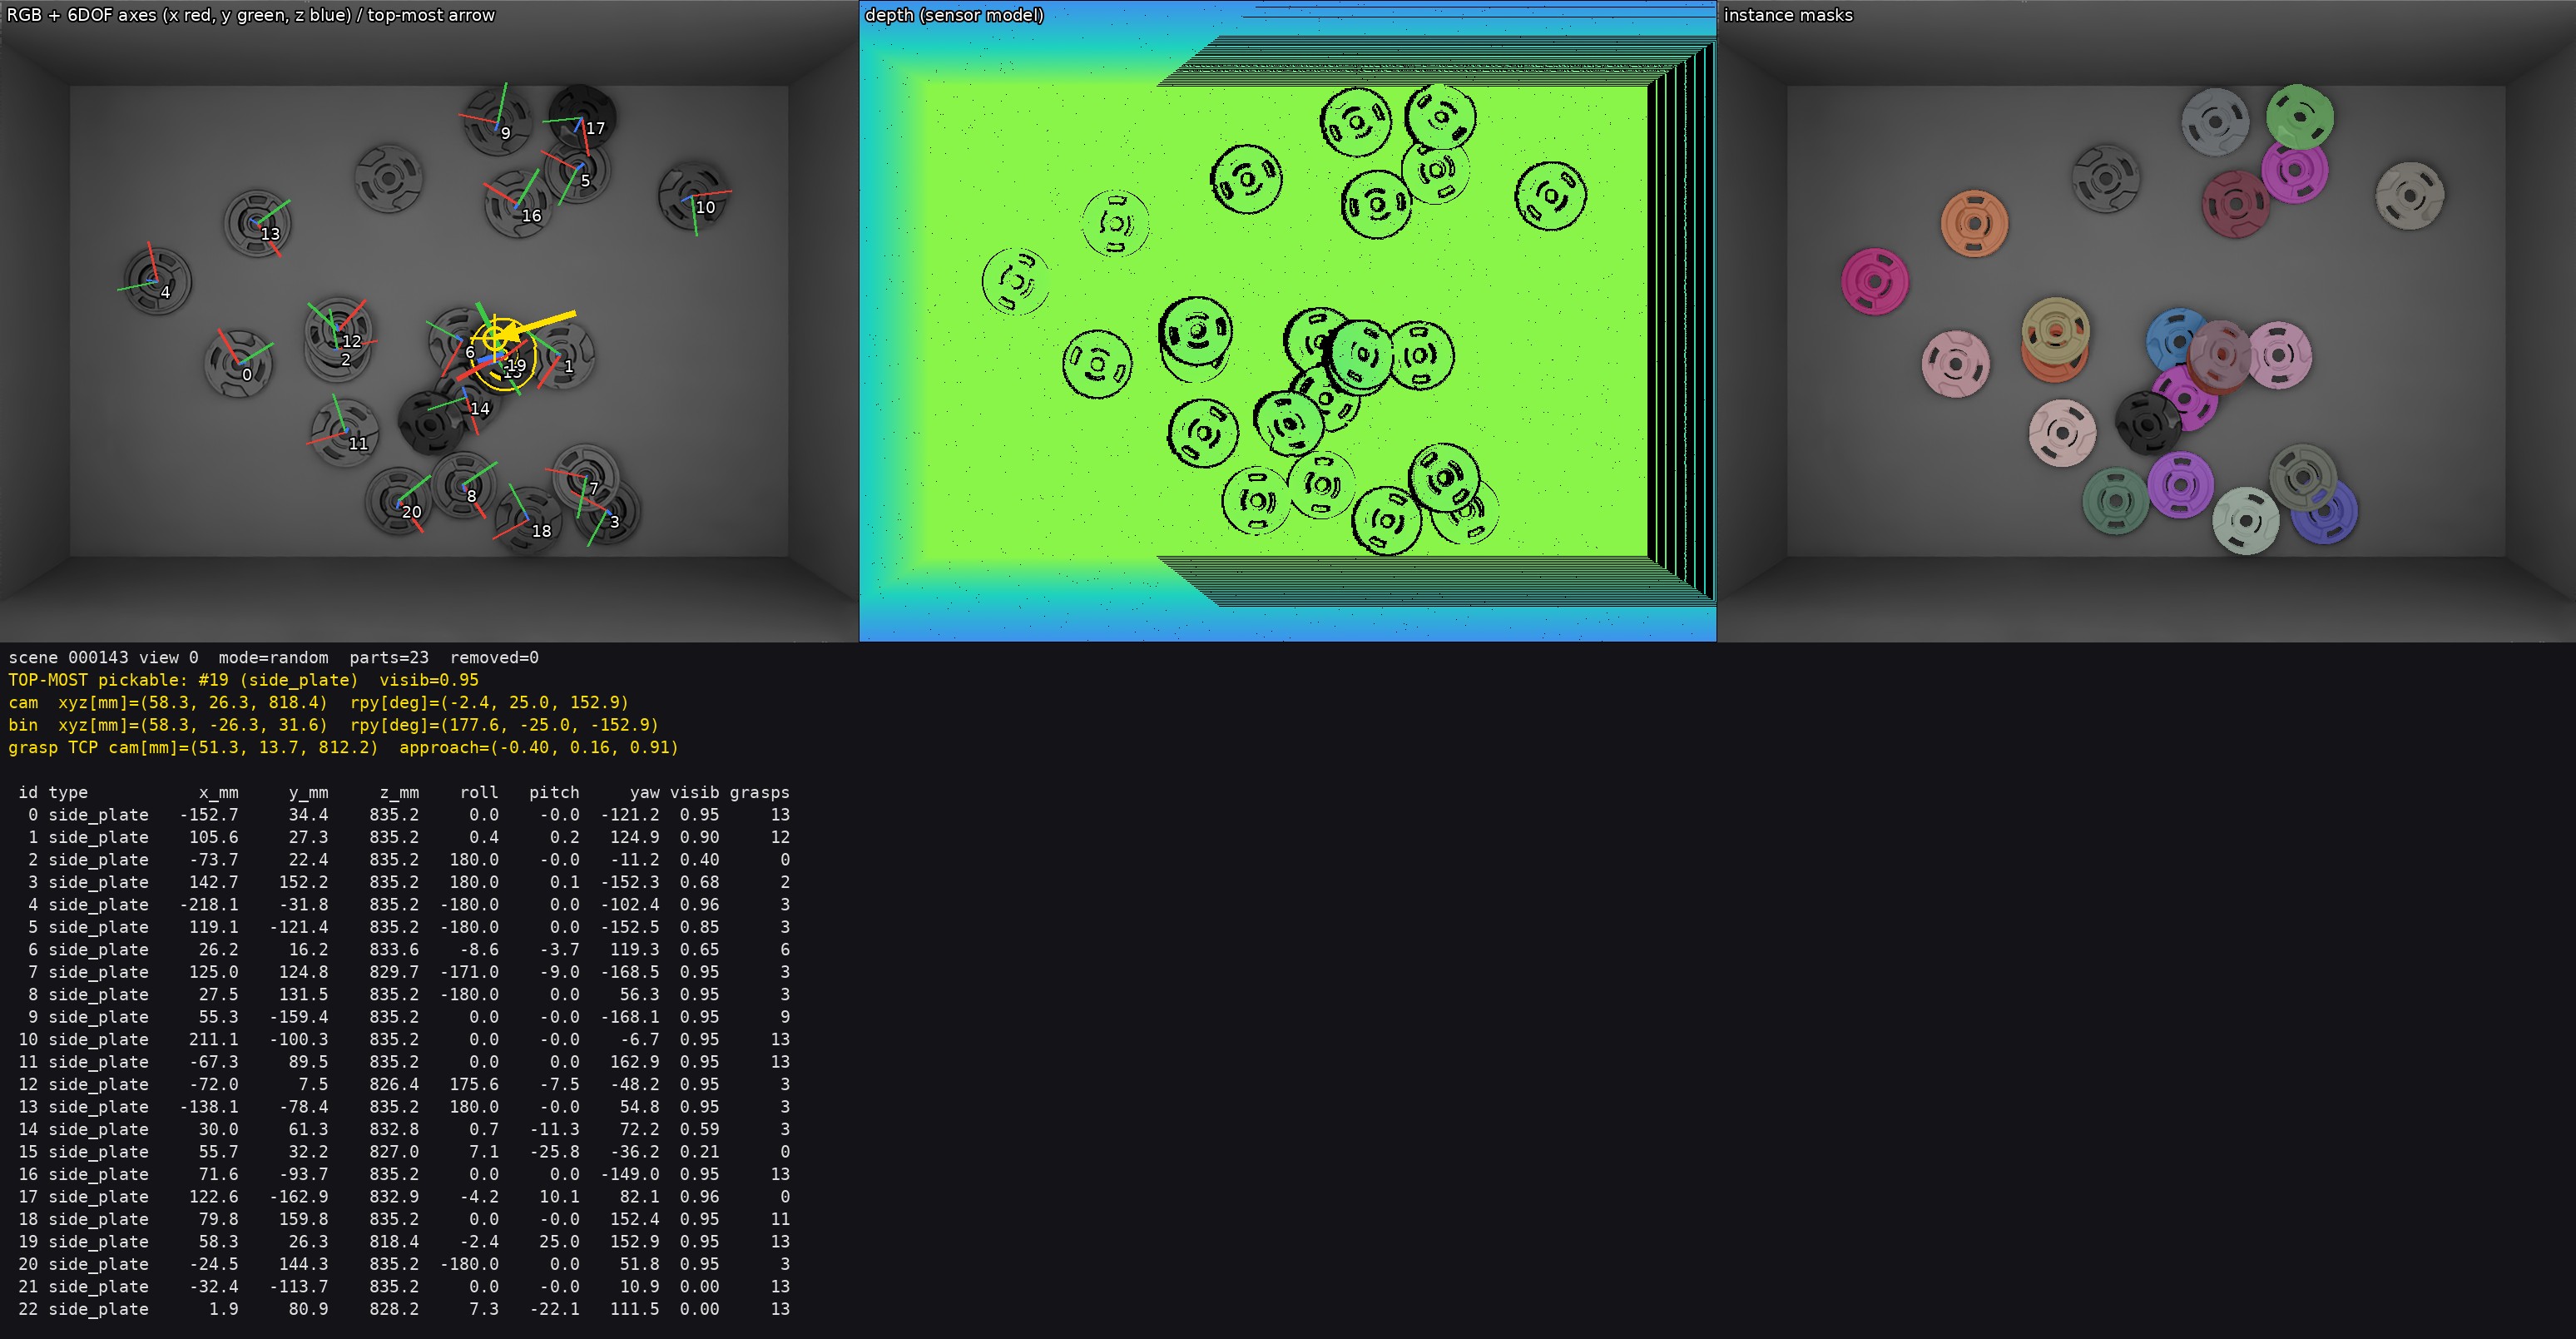 RGB + 6DOF axes (x red, y green, z blue) / top-most arrow
depth (sensor model)
instance masks
9
17
5
10
16
13
4
12
2
6
19
1
0
14
11
7
8
20
3
18
scene 000143 view 0  mode=random  parts=23  removed=0
TOP-MOST pickable: #19 (side_plate)  visib=0.95
cam  xyz[mm]=(58.3, 26.3, 818.4)  rpy[deg]=(-2.4, 25.0, 152.9)
bin  xyz[mm]=(58.3, -26.3, 31.6)  rpy[deg]=(177.6, -25.0, -152.9)
grasp TCP cam[mm]=(51.3, 13.7, 812.2)  approach=(-0.40, 0.16, 0.91)
id type x_mm y_mm z_mm roll pitch yaw visib grasps
0 side_plate -152.7 34.4 835.2 0.0 -0.0 -121.2 0.95 13
1 side_plate 105.6 27.3 835.2 0.4 0.2 124.9 0.90 12
2 side_plate -73.7 22.4 835.2 180.0 -0.0 -11.2 0.40 0
3 side_plate 142.7 152.2 835.2 180.0 0.1 -152.3 0.68 2
4 side_plate -218.1 -31.8 835.2 -180.0 0.0 -102.4 0.96 3
5 side_plate 119.1 -121.4 835.2 -180.0 0.0 -152.5 0.85 3
6 side_plate 26.2 16.2 833.6 -8.6 -3.7 119.3 0.65 6
7 side_plate 125.0 124.8 829.7 -171.0 -9.0 -168.5 0.95 3
8 side_plate 27.5 131.5 835.2 -180.0 0.0 56.3 0.95 3
9 side_plate 55.3 -159.4 835.2 0.0 -0.0 -168.1 0.95 9
10 side_plate 211.1 -100.3 835.2 0.0 -0.0 -6.7 0.95 13
11 side_plate -67.3 89.5 835.2 0.0 0.0 162.9 0.95 13
12 side_plate -72.0 7.5 826.4 175.6 -7.5 -48.2 0.95 3
13 side_plate -138.1 -78.4 835.2 180.0 -0.0 54.8 0.95 3
14 side_plate 30.0 61.3 832.8 0.7 -11.3 72.2 0.59 3
15 side_plate 55.7 32.2 827.0 7.1 -25.8 -36.2 0.21 0
16 side_plate 71.6 -93.7 835.2 0.0 0.0 -149.0 0.95 13
17 side_plate 122.6 -162.9 832.9 -4.2 10.1 82.1 0.96 0
18 side_plate 79.8 159.8 835.2 0.0 -0.0 152.4 0.95 11
19 side_plate 58.3 26.3 818.4 -2.4 25.0 152.9 0.95 13
20 side_plate -24.5 144.3 835.2 -180.0 0.0 51.8 0.95 3
21 side_plate -32.4 -113.7 835.2 0.0 -0.0 10.9 0.00 13
22 side_plate 1.9 80.9 828.2 7.3 -22.1 111.5 0.00 13